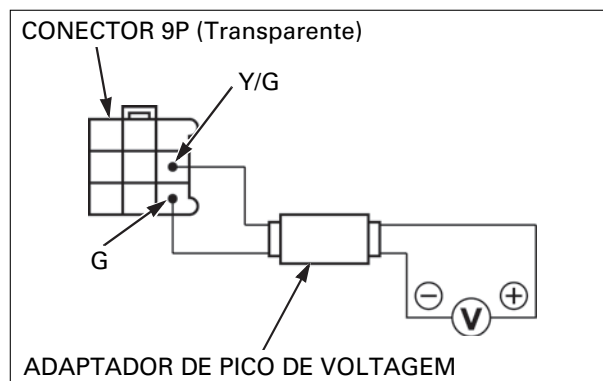 CONECTOR 9P (Transparente)
Y/G
G
− +
V
ADAPTADOR DE PICO DE VOLTAGEM